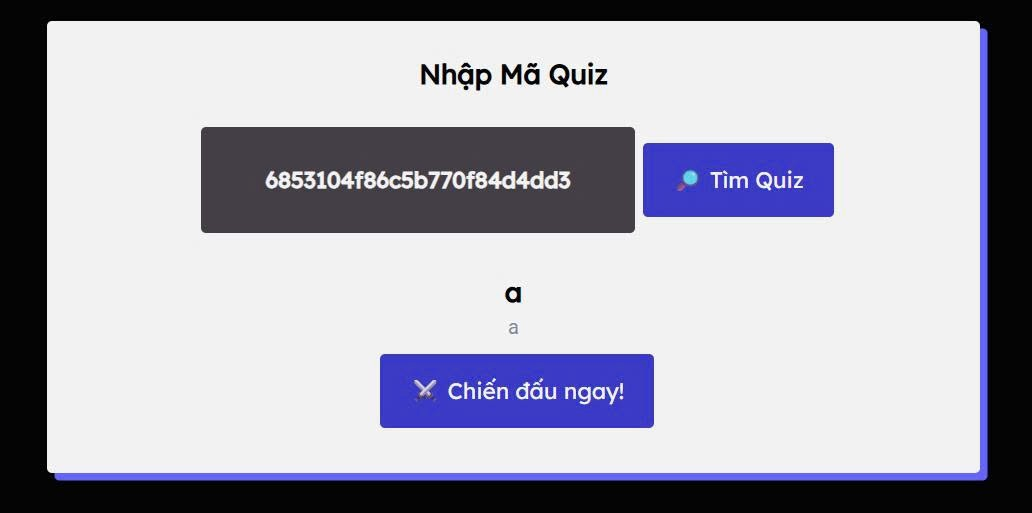 Nhập Mã Quiz
6853104f86c5b770f84d4dd3
Tìm Quiz
a
a
Chiến đấu ngay!